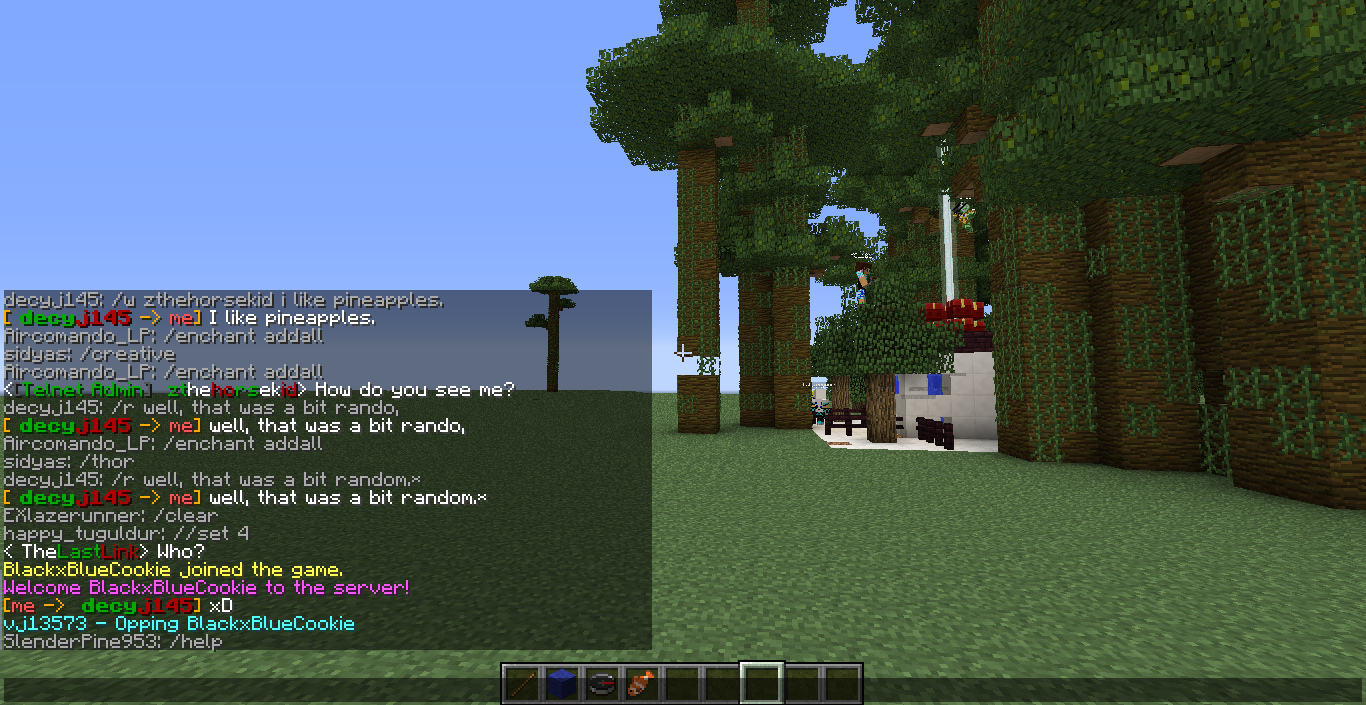 decyj145: /w zthehorsekid i like pineapples.
[ decyj145 -> me] I like pineapples.
Aircomando_LP: /enchant addall
sidyas: /creative
Aircomando_LP: /enchant addall
<[Telnet Admin] zthehorsekid> How do you see me?
decyj145: /r well, that was a bit rando,
[ decyj145 -> me] well, that was a bit rando,
Aircomando_LP: /enchant addall
sidyas: /thor
decyj145: /r well, that was a bit random.*
[ decyj145 -> me] well, that was a bit random.*
EXlazerunner: /clear
happy_tuguldur: //set 4
< TheLastLink> Who?
BlackxBlueCookie joined the game.
Welcome BlackxBlueCookie to the server!
[me -> decyj145] xD
vj13573 - Opping BlackxBlueCookie
SlenderPine953: /help